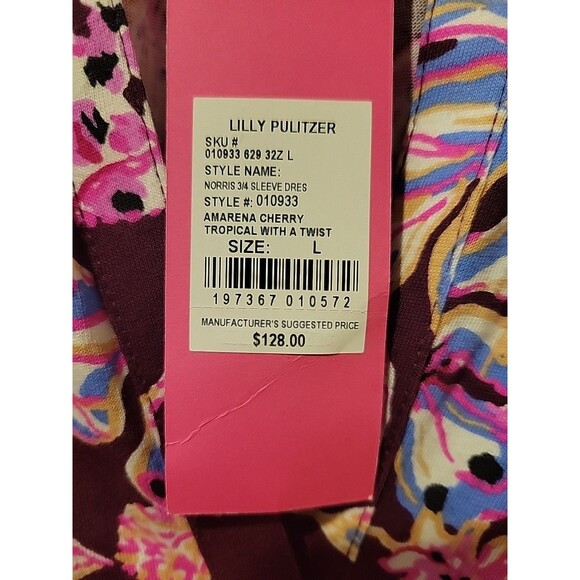 LILLY PULITZER
SKU #
010933 629 32Z L
STYLE NAME:
NORRIS 3/4 SLEEVE DRES
STYLE #: 010933
AMARENA CHERRY
TROPICAL WITH A TWIST
SIZE: L
197367 010572
MANUFACTURER'S SUGGESTED PRICE
$128.00